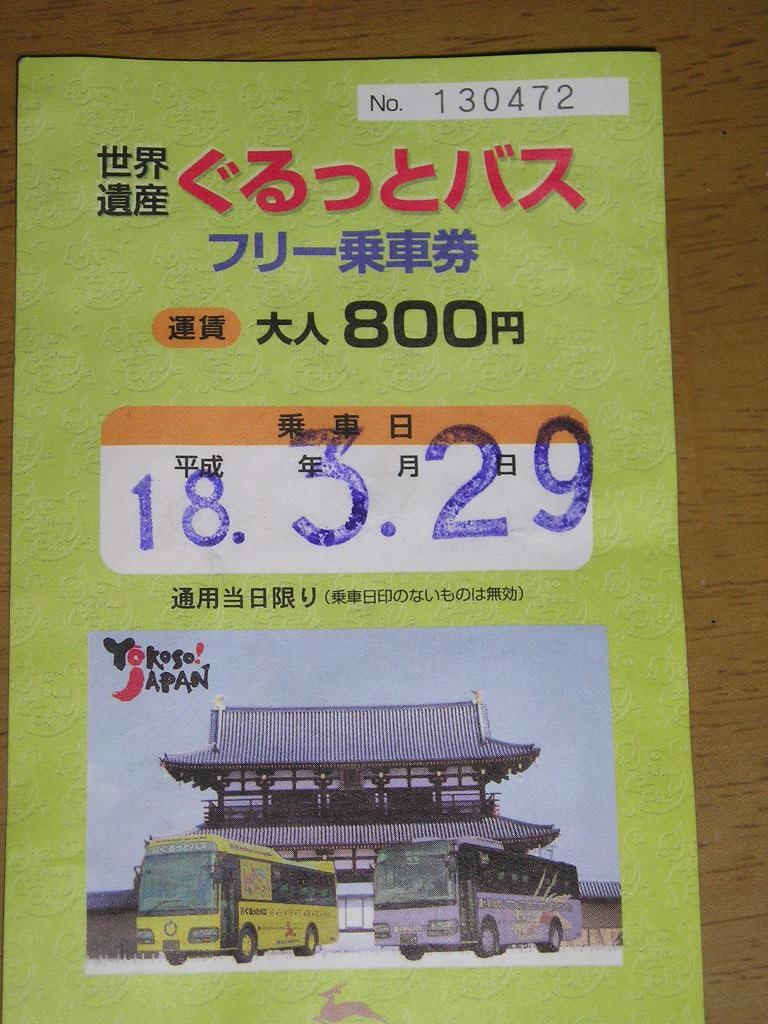 No. 130472
世界遺産 ぐるっとバス
フリー乗車券
運賃 大人 800円
乗車日
平成 年 月 日
18. 3. 29
通用当日限り(乗車日印のないものは無効)
Yokoso!
JAPAN